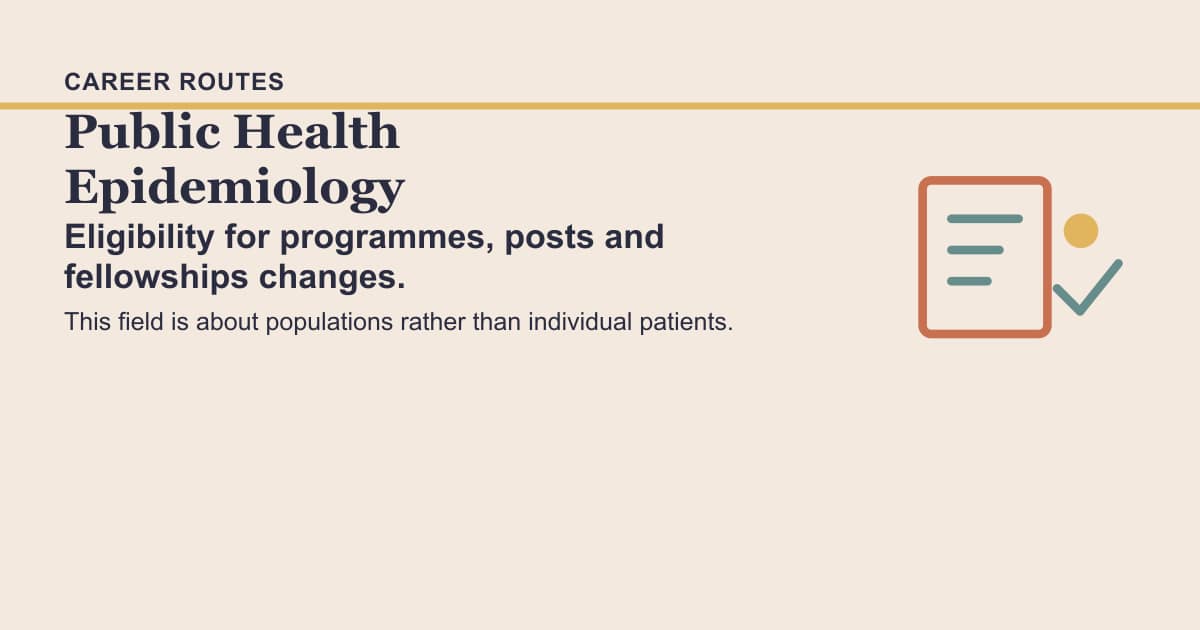 CAREER ROUTES
Public Health
Epidemiology
Eligibility for programmes, posts and
fellowships changes.
This field is about populations rather than individual patients.